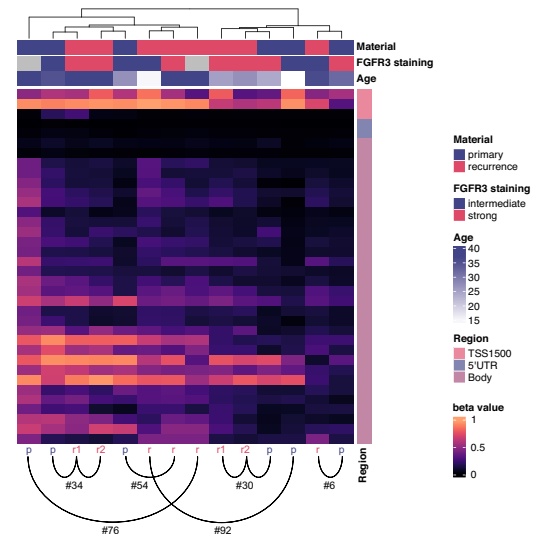 Material
FGFR3 staining
Age
Material
primary
recurrence
FGFR3 staining
intermediate
strong
Age
40
35
30
25
20
15
Region
TSS1500
5'UTR
Body
beta value
1
0.5
0
p p r1 r2 p r r r r1 r2 p p r p
Region
#34 #54 #30 #6
#76 #92